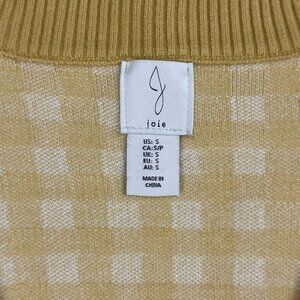 joie
US: S
CA: S/P
UK: S
EU: S
AU: S
MADE IN
CHINA